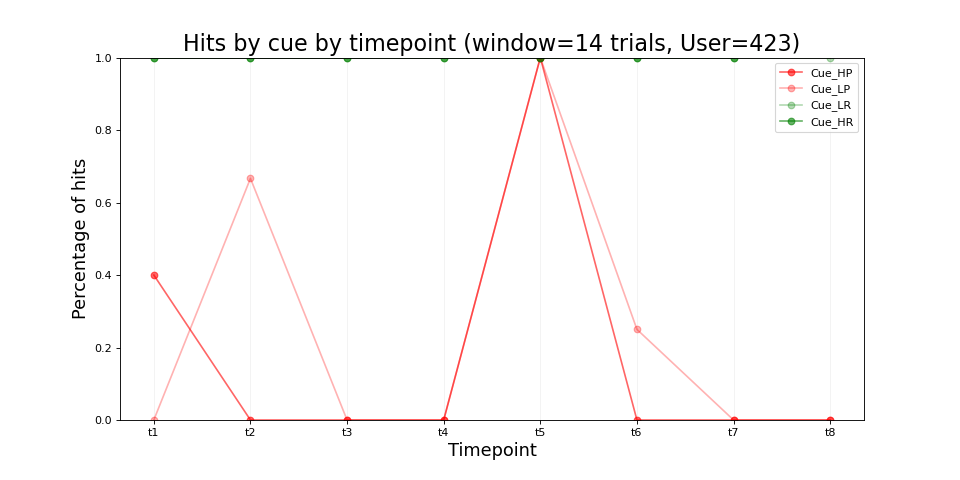 Hits by cue by timepoint (window=14 trials, User=423)
Percentage of hits
1.0
0.8
0.6
0.4
0.2
0.0
Cue_HP
Cue_LP
Cue_LR
Cue_HR
t1 t2 t3 t4 t5 t6 t7 t8
Timepoint